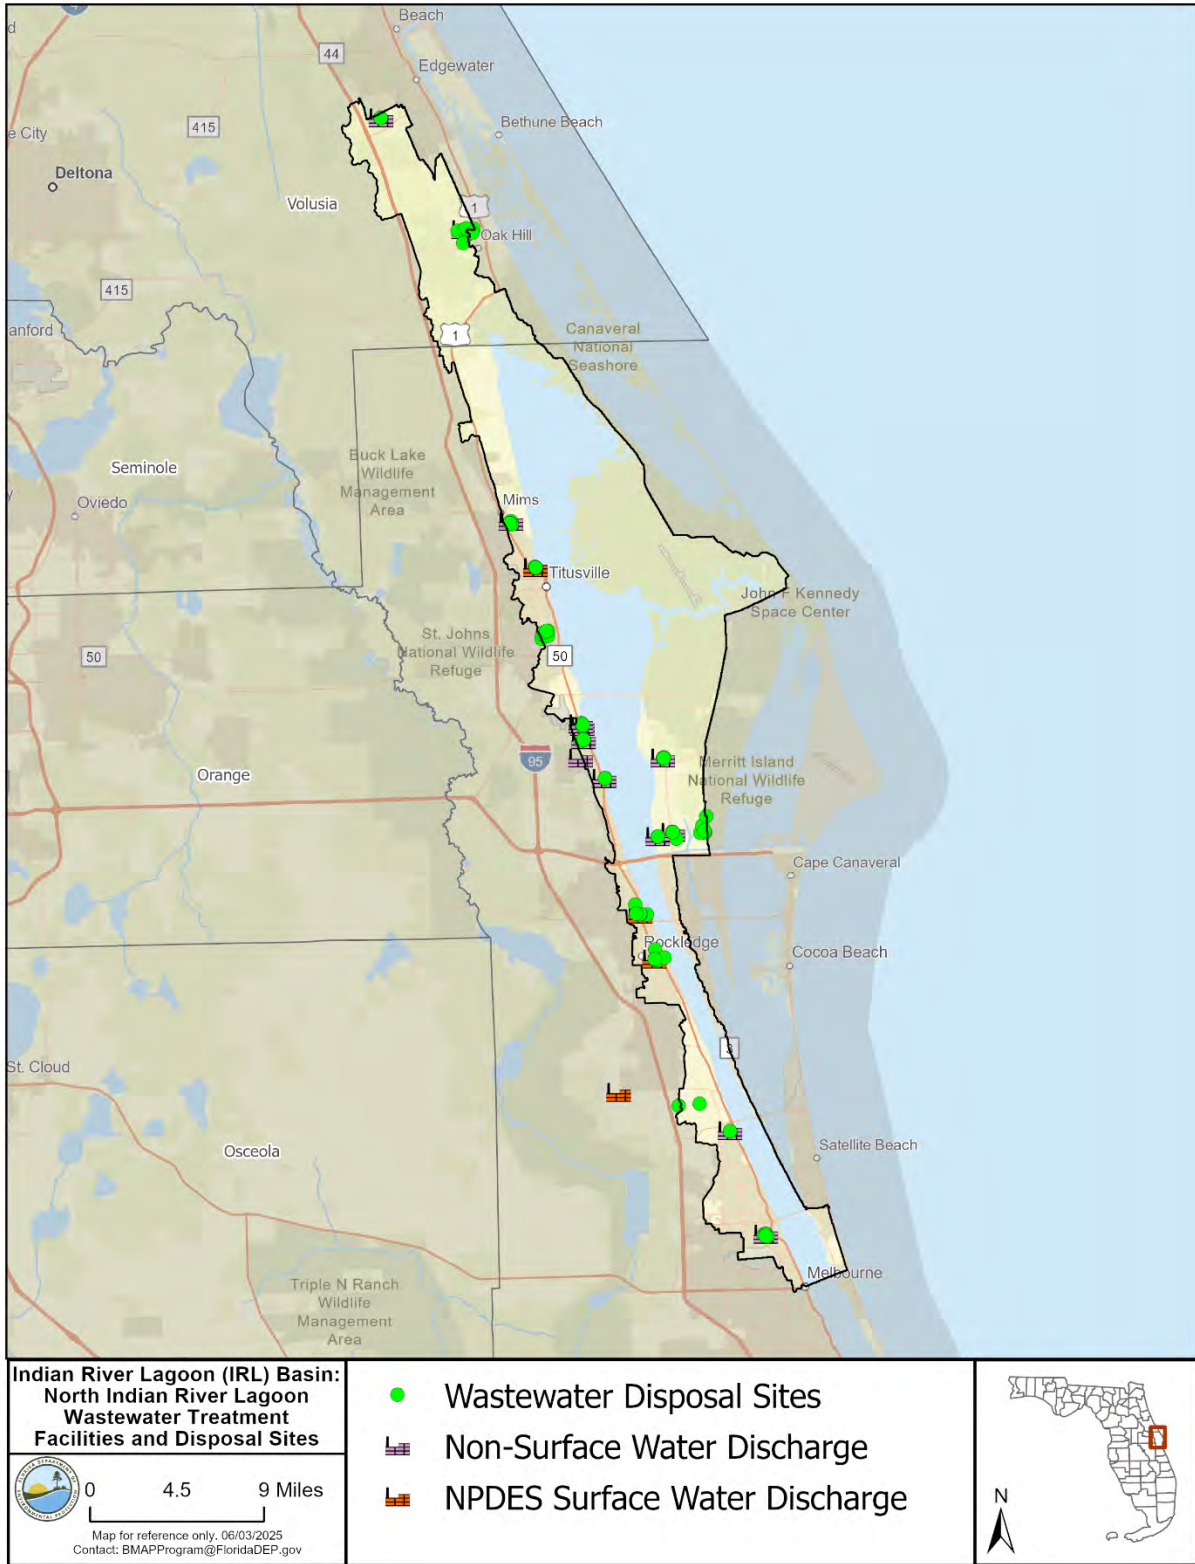 Beach
d
44
Edgewater
415
Bethune Beach
e City
Deltona
Volusia
1
Oak Hill
415
anford
1
Canaveral
National
Seashore
Seminole
Buck Lake
Wildlife
Management
Area
Oviedo
Mims
Titusville
John F Kennedy
Space Center
50
St. Johns
National Wildlife
Refuge
50
95
Orange
Merritt Island
National Wildlife
Refuge
Cape Canaveral
Rockledge
Cocoa Beach
3
St. Cloud
Osceola
Satellite Beach
Triple N Ranch
Wildlife
Management
Area
Melbourne
Indian River Lagoon (IRL) Basin:
North Indian River Lagoon
Wastewater Treatment
Facilities and Disposal Sites
0 4.5 9 Miles
Map for reference only. 06/03/2025
Contact: BMAPProgram@FloridaDEP.gov
Wastewater Disposal Sites
Non-Surface Water Discharge
NPDES Surface Water Discharge
N